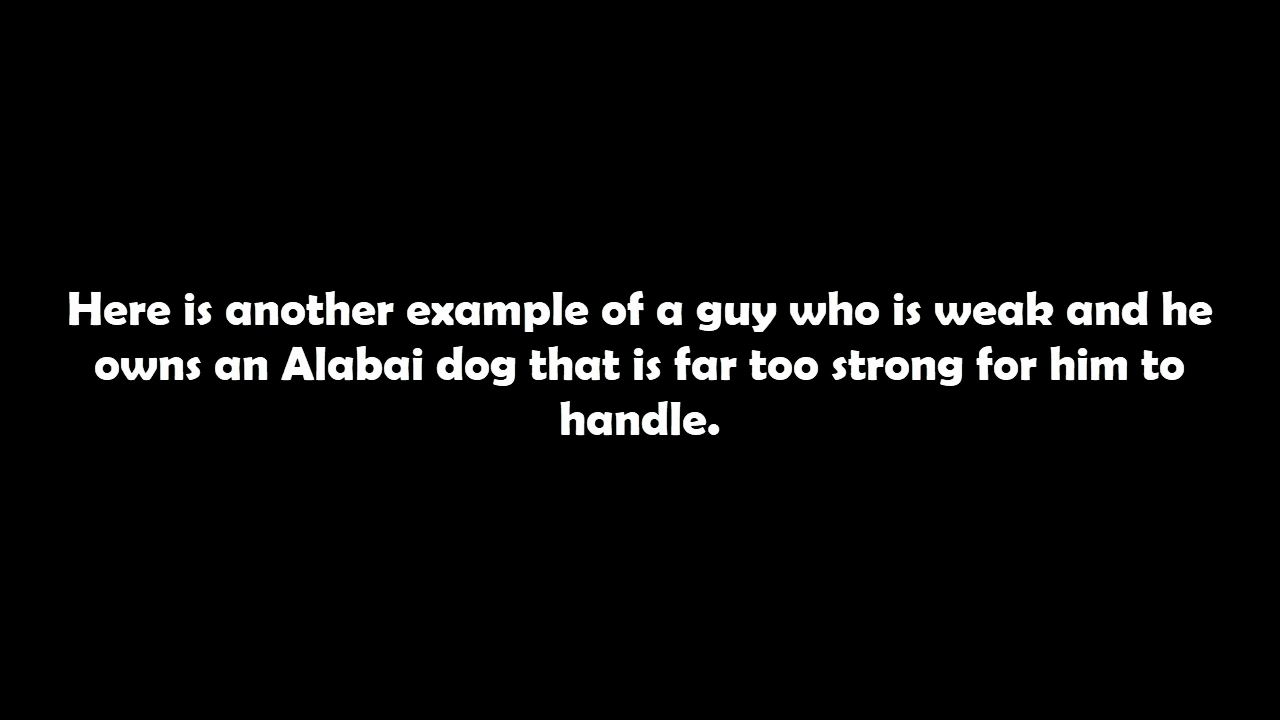 Here is another example of a guy who is weak and he
owns an Alabai dog that is far too strong for him to
handle.